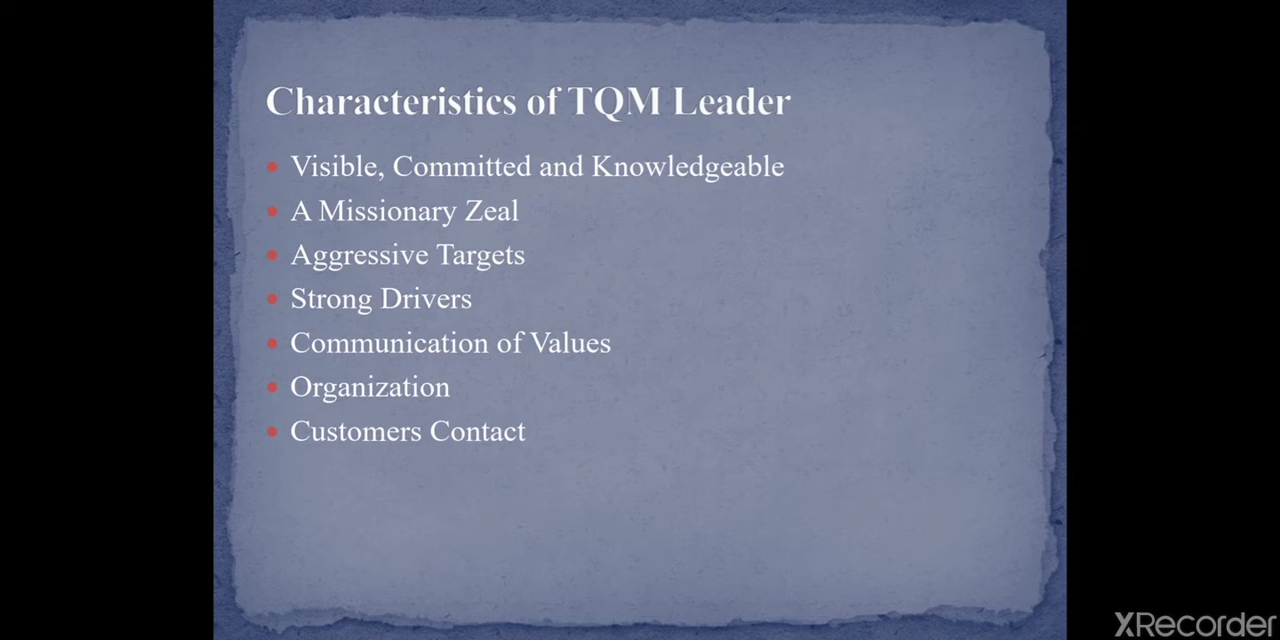 Characteristics of TQM Leader
Visible, Committed and Knowledgeable
A Missionary Zeal
Aggressive Targets
Strong Drivers
Communication of Values
Organization
Customers Contact
XRecorder